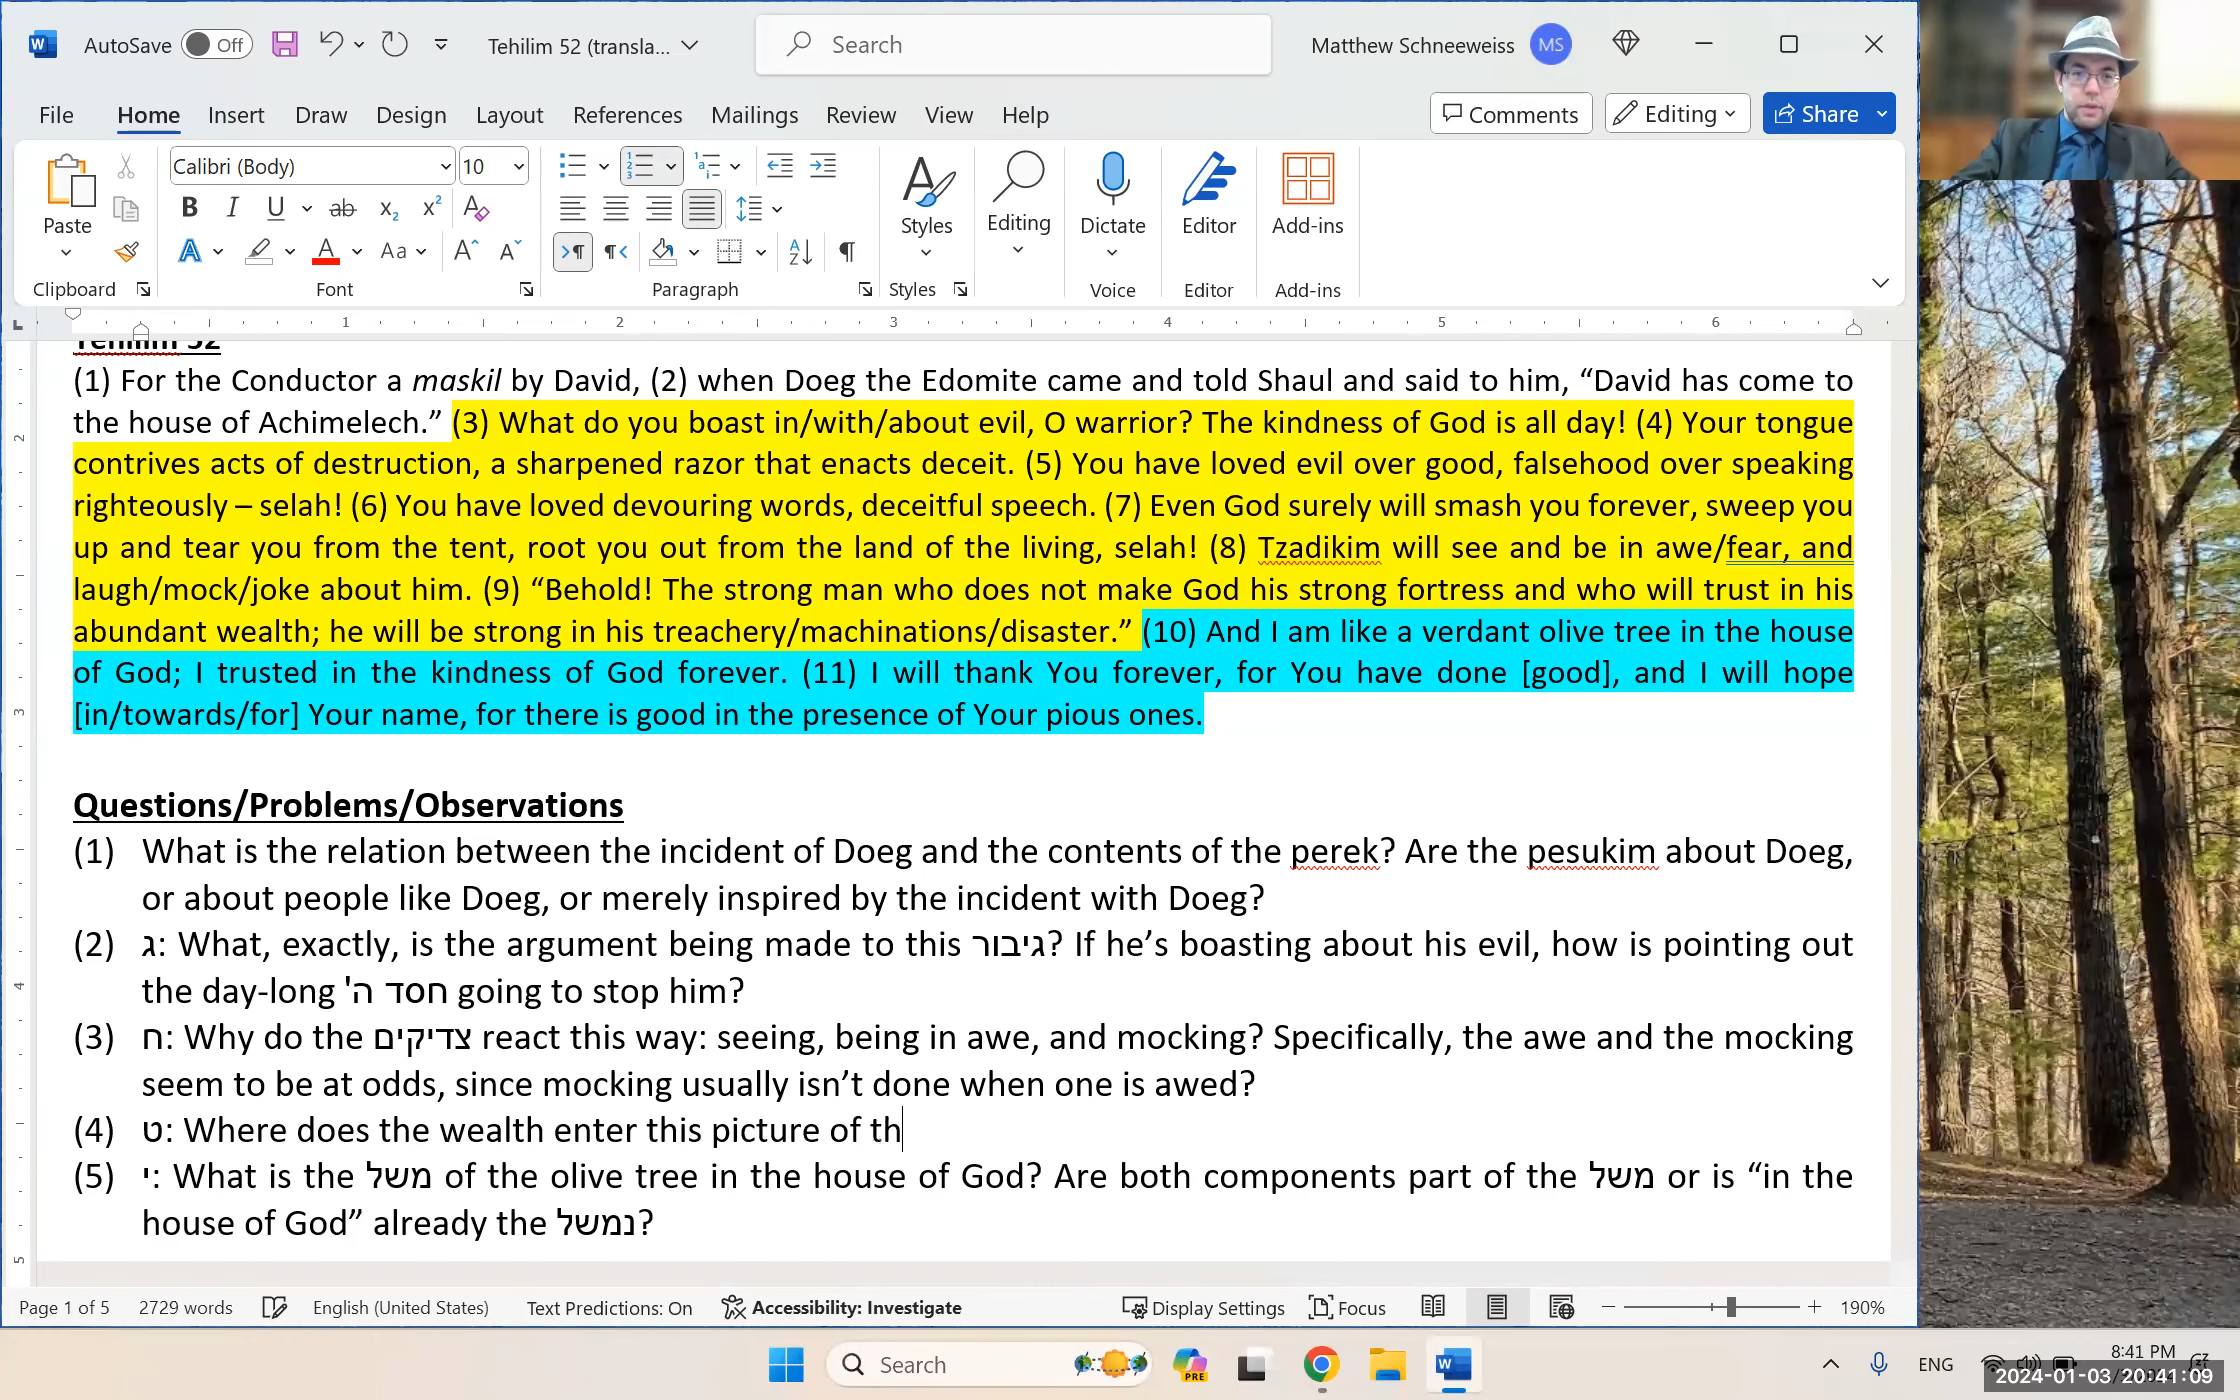 AutoSave Off Tehilim 52 (transla... Search Matthew Schneeweiss MS
File Home Insert Draw Design Layout References Mailings Review View Help Comments Editing Share
Calibri (Body) 10
Paste Styles Editing Dictate Editor Add-ins
Clipboard Font Paragraph Styles Voice Editor Add-ins
1 2 3 4 5 6
Tehilim 52
(1) For the Conductor a maskil by David, (2) when Doeg the Edomite came and told Shaul and said to him, “David has come to
the house of Achimelech.” (3) What do you boast in/with/about evil, O warrior? The kindness of God is all day! (4) Your tongue
contrives acts of destruction, a sharpened razor that enacts deceit. (5) You have loved evil over good, falsehood over speaking
righteously – selah! (6) You have loved devouring words, deceitful speech. (7) Even God surely will smash you forever, sweep you
up and tear you from the tent, root you out from the land of the living, selah! (8) Tzadikim will see and be in awe/fear, and
laugh/mock/joke about him. (9) “Behold! The strong man who does not make God his strong fortress and who will trust in his
abundant wealth; he will be strong in his treachery/machinations/disaster.” (10) And I am like a verdant olive tree in the house
of God; I trusted in the kindness of God forever. (11) I will thank You forever, for You have done [good], and I will hope
[in/towards/for] Your name, for there is good in the presence of Your pious ones.
Questions/Problems/Observations
(1) What is the relation between the incident of Doeg and the contents of the perek? Are the pesukim about Doeg,
or about people like Doeg, or merely inspired by the incident with Doeg?
(2) ג: What, exactly, is the argument being made to this גיבור? If he’s boasting about his evil, how is pointing out
the day-long חסד ה' going to stop him?
(3) ח: Why do the צדיקים react this way: seeing, being in awe, and mocking? Specifically, the awe and the mocking
seem to be at odds, since mocking usually isn’t done when one is awed?
(4) ט: Where does the wealth enter this picture of th
(5) י: What is the משל of the olive tree in the house of God? Are both components part of the משל or is “in the
house of God” already the נמשל?
Page 1 of 5 2729 words English (United States) Text Predictions: On Accessibility: Investigate Display Settings Focus 190%
Search PRE ENG 8:41 PM
2024-01-03 20:41:09